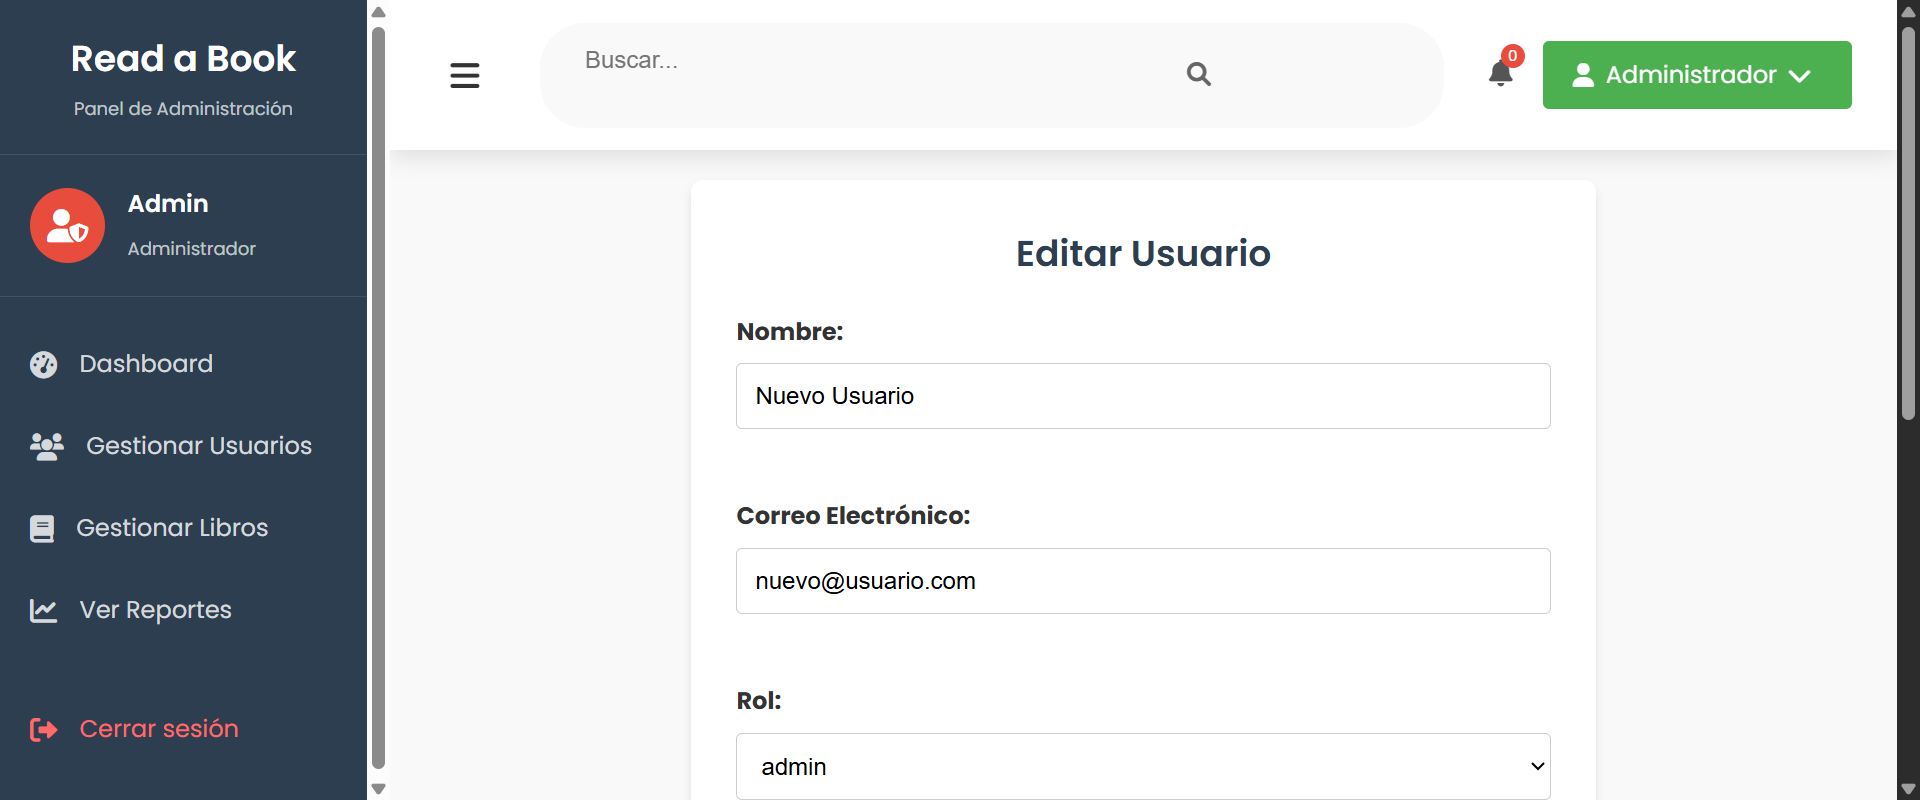 Read a Book
Panel de Administración
Admin
Administrador
Dashboard
Gestionar Usuarios
Gestionar Libros
Ver Reportes
Cerrar sesión
Buscar...
0
Administrador
Editar Usuario
Nombre:
Nuevo Usuario
Correo Electrónico:
nuevo@usuario.com
Rol:
admin